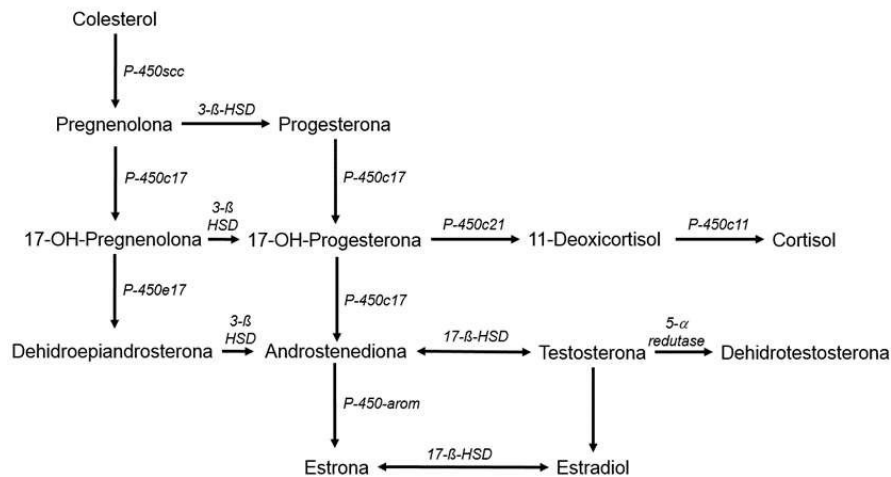 Colesterol
P-450scc
3-ß-HSD
Pregnenolona
Progesterona
P-450c17
P-450c17
3-ß
HSD
P-450c21
P-450c11
17-OH-Pregnenolona
17-OH-Progesterona
11-Deoxicortisol
Cortisol
P-450e17
P-450c17
3-ß
HSD
17-ß-HSD
5-α
redutase
Dehidroepiandrosterona
Androstenediona
Testosterona
Dehidrotestosterona
P-450-arom
17-ß-HSD
Estrona
Estradiol